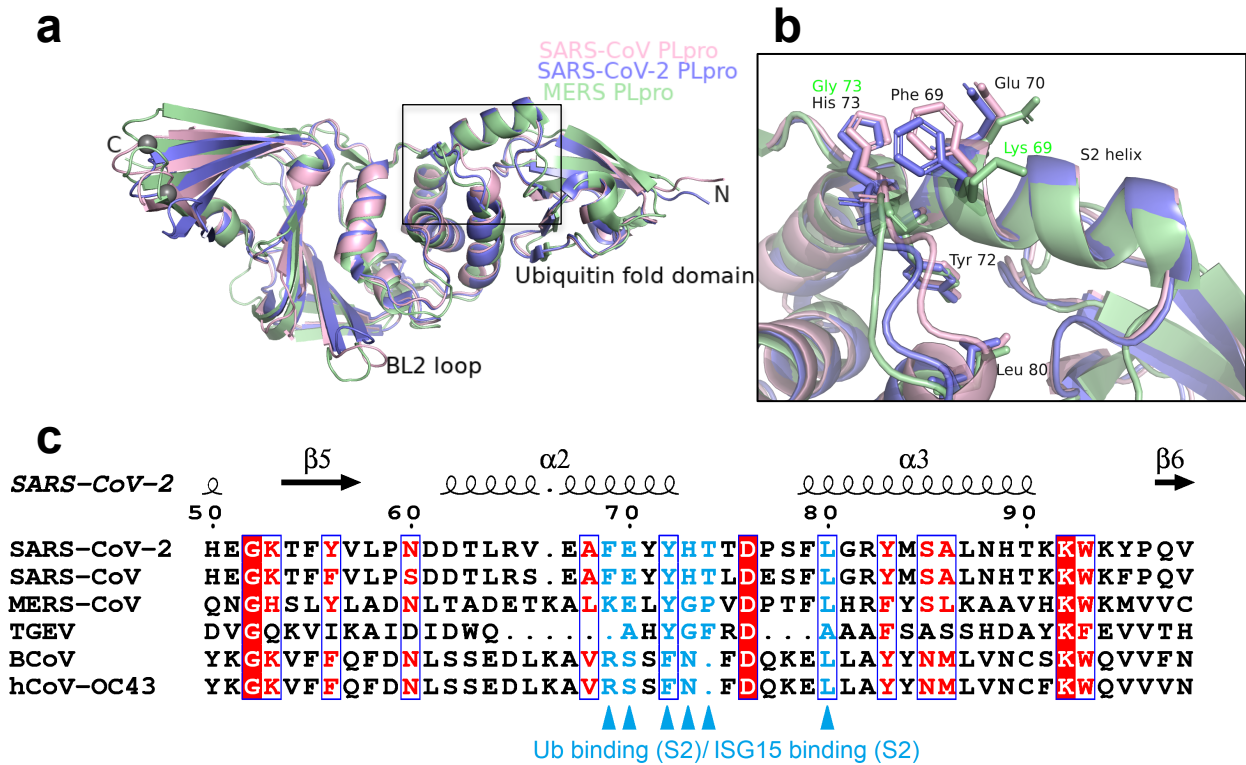 a
SARS-CoV PLpro
SARS-CoV-2 PLpro
MERS PLpro
C
N
Ubiquitin fold domain
BL2 loop
b
Gly 73
His 73
Phe 69
Glu 70
Lys 69
S2 helix
Tyr 72
Leu 80
c
SARS−CoV−2 β5 α2 α3 β6
50 60 70 80 90
SARS−CoV−2 HEGKTFYVLPNDDTLRV.EAFEYYHTTDPSFLGRYMSALNHTKKWKYPQV
SARS−CoV HEGKTFFVLPSDDTLRS.EAFEYYHTLDESFLGRYMSALNHTKKWKFPQV
MERS−CoV QNGHSLYLADNLTADETKALKELYGPVDPTFLHRFYSLKAAVHKWKMVVC
TGEV DVGQKVIKAIDIDWQ......AHYGFRD...AAAFSASSHDAYKFEVVTH
BCoV YKGKVFFQFDNLSSEDLKAVRSSFN.FDQKELLAYYNMLVNCSKWQVVFN
hCoV−OC43 YKGKVFFQFDNLSSEDLKAVRSSFN.FDQKELLAYYNMLVNCFKWQVVVN
Ub binding (S2)/ ISG15 binding (S2)